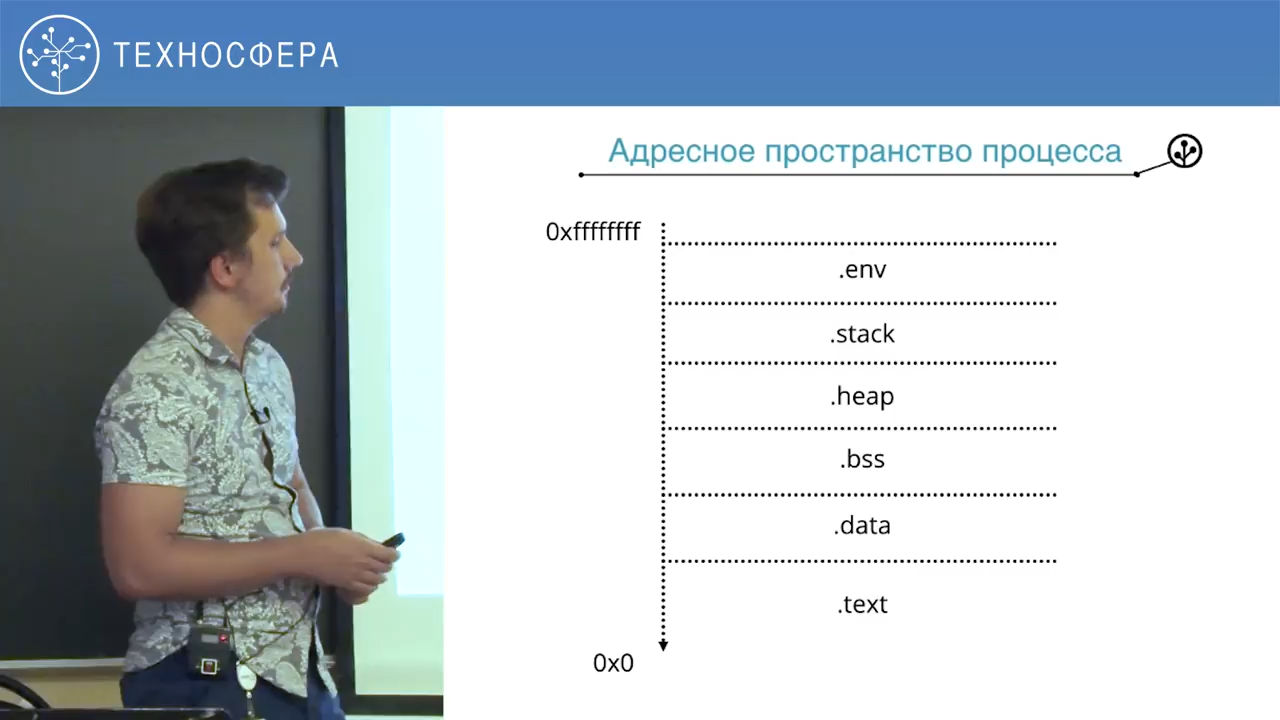 ТЕХНОСФЕРА
Адресное пространство процесса
0xffffffff
.env
.stack
.heap
.bss
.data
.text
0x0